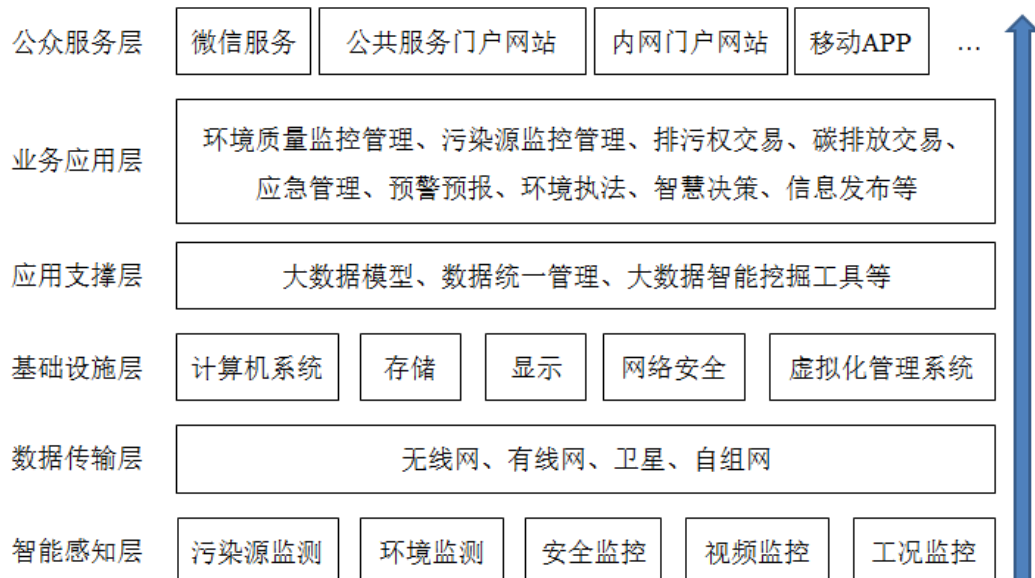 公众服务层 微信服务 公共服务门户网站 内网门户网站 移动APP …
业务应用层
环境质量监控管理、污染源监控管理、排污权交易、碳排放交易、
应急管理、预警预报、环境执法、智慧决策、信息发布等
应用支撑层 大数据模型、数据统一管理、大数据智能挖掘工具等
基础设施层 计算机系统 存储 显示 网络安全 虚拟化管理系统
数据传输层 无线网、有线网、卫星、自组网
智能感知层 污染源监测 环境监测 安全监控 视频监控 工况监控